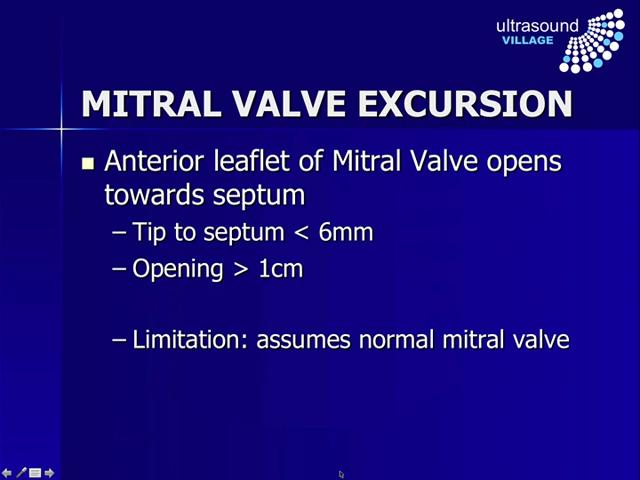 ultrasound
VILLAGE
MITRAL VALVE EXCURSION
Anterior leaflet of Mitral Valve opens
towards septum
– Tip to septum < 6mm
– Opening > 1cm
– Limitation: assumes normal mitral valve